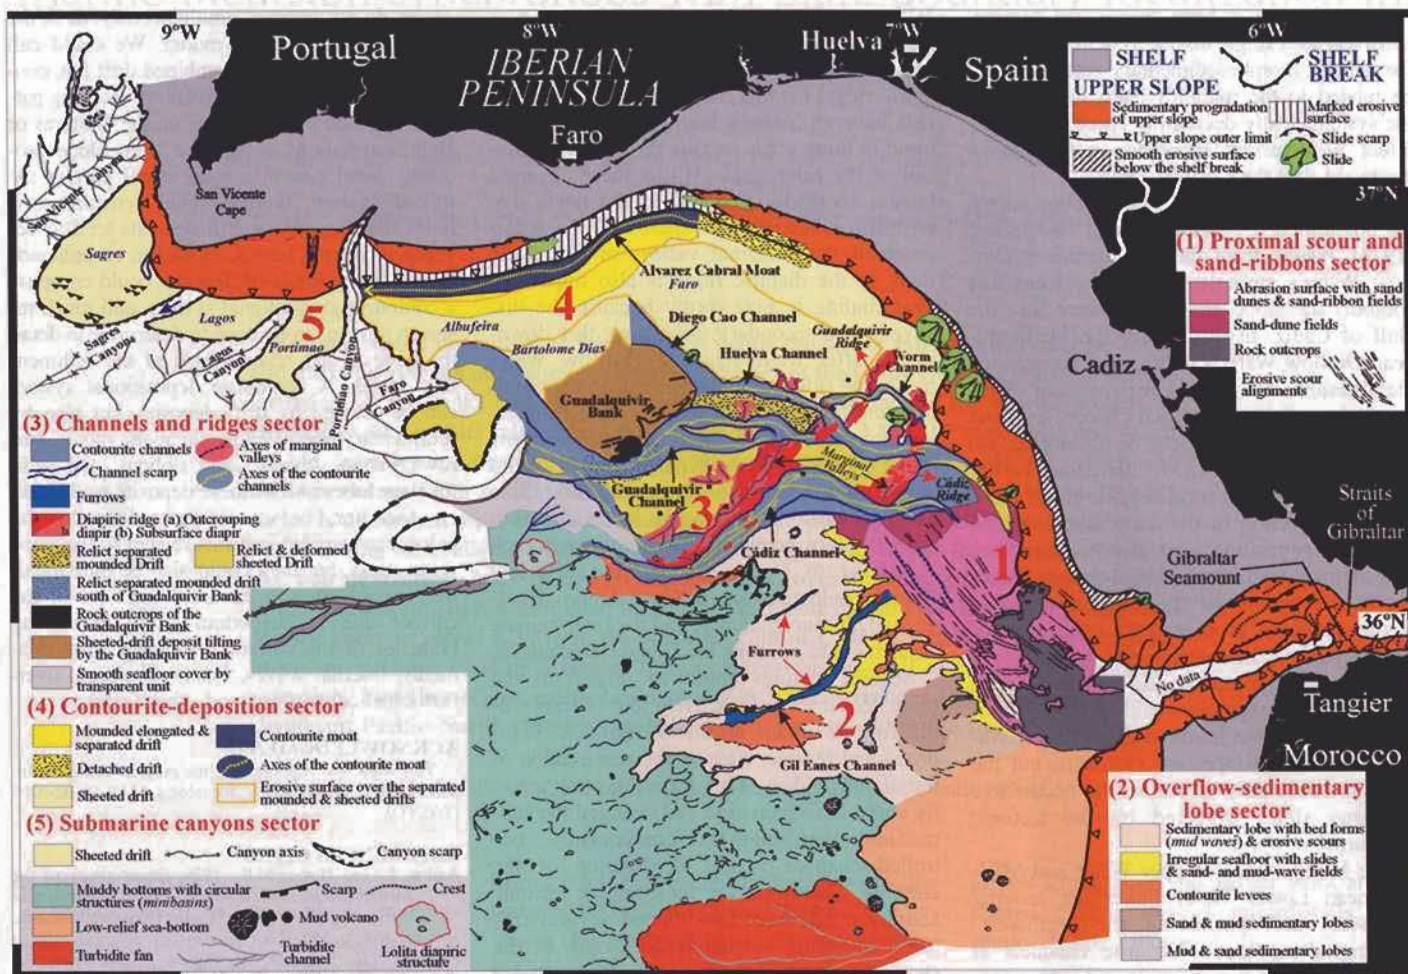 9°W
8°W
7°W
6°W
Portugal
IBERIAN
PENINSULA
Huelva
Spain
Faro
SHELF
SHELF
BREAK
UPPER SLOPE
Sedimentary progradation
of upper slope
Marked erosive
surface
Upper slope outer limit
Slide scarp
Smooth erosive surface
below the shelf break
Slide
37°N
San Vicente Canyon
San Vicente
Cape
Sagres
Lagos
5
Portimao
Sagres
Canyon
Lagos
Canyon
Portimao Canyon
Faro
Canyon
Alvarez Cabral Moat
Faro
4
Albufeira
Bartolome Dias
Diego Cao Channel
Guadalquivir
Ridge
Huelva Channel
Worm
Channel
Guadalquivir
Bank
Guadalquivir
Channel
3
Marginal
Valleys
Cádiz
Ridge
Cádiz Channel
1
Cadiz
Furrows
2
Gil Eanes Channel
Straits
of
Gibraltar
Gibraltar
Seamount
36°N
No data
Tangier
Morocco
(1) Proximal scour and
sand-ribbons sector
Abrasion surface with sand
dunes & sand-ribbon fields
Sand-dune fields
Rock outcrops
Erosive scour
alignments
(3) Channels and ridges sector
Contourite channels
Axes of marginal
valleys
Channel scarp
Axes of the contourite
channels
Furrows
Diapiric ridge (a) Outcrouping
diapir (b) Subsurface diapir
Relict separated
mounded Drift
Relict & deformed
sheeted Drift
Relict separated mounded drift
south of Guadalquivir Bank
Rock outcrops of the
Guadalquivir Bank
Sheeted-drift deposit tilting
by the Guadalquivir Bank
Smooth seafloor cover by
transparent unit
(4) Contourite-deposition sector
Mounded elongated &
separated drift
Contourite moat
Detached drift
Axes of the contourite moat
Sheeted drift
Erosive surface over the separated
mounded & sheeted drifts
(5) Submarine canyons sector
Sheeted drift
Canyon axis
Canyon scarp
Muddy bottoms with circular
structures (minibasins)
Scarp
Crest
Low-relief sea-bottom
Mud volcano
Turbidite fan
Turbidite
channel
Lolita diapiric
structure
(2) Overflow-sedimentary
lobe sector
Sedimentary lobe with bed forms
(mud waves) & erosive scours
Irregular seafloor with slides
& sand- and mud-wave fields
Contourite levees
Sand & mud sedimentary lobes
Mud & sand sedimentary lobes